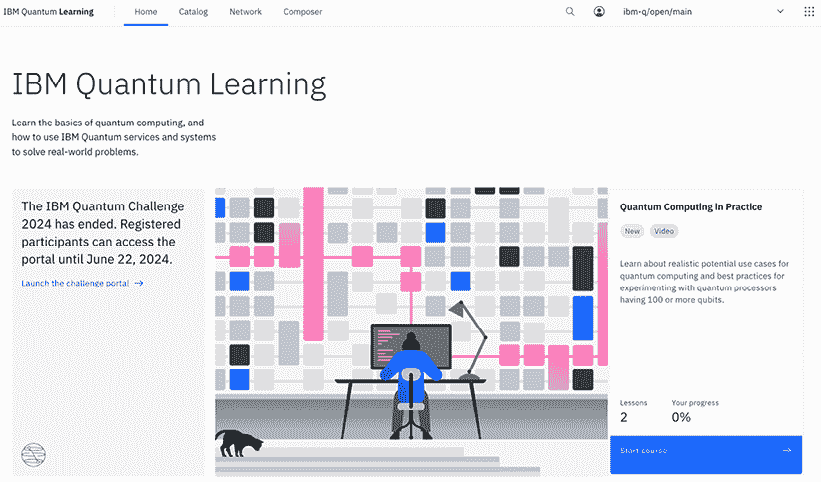 IBM Quantum Learning
Home
Catalog
Network
Composer
ibm-q/open/main
IBM Quantum Learning
Learn the basics of quantum computing, and
how to use IBM Quantum services and systems
to solve real-world problems.
The IBM Quantum Challenge
2024 has ended. Registered
participants can access the
portal until June 22, 2024.
Launch the challenge portal →
Quantum Computing in Practice
New
Video
Learn about realistic potential use cases for
quantum computing and best practices for
experimenting with quantum processors
having 100 or more qubits.
Lessons
Your progress
2
0%
Start course →